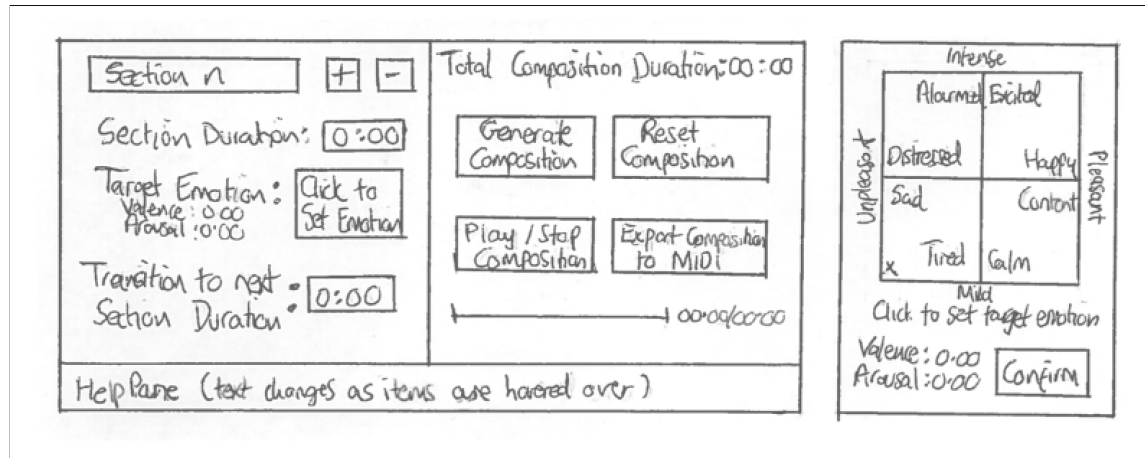 Section n
+ -
Section Duration: 0:00
Target Emotion:
Valence: 0.00
Arousal: 0.00
Click to
Set Emotion
Transition to next
Section Duration : 0:00
Total Composition Duration: 00:00
Generate
Composition
Reset
Composition
Play / Stop
Composition
Export Composition
to MIDI
00:00/00:00
Help Pane (text changes as items are hovered over)
Intense
Alarmed Excited
Distressed Happy
Unpleasant
Pleasant
Sad Content
x Tired Calm
Mild
Click to set target emotion
Valence: 0.00
Arousal: 0.00
Confirm